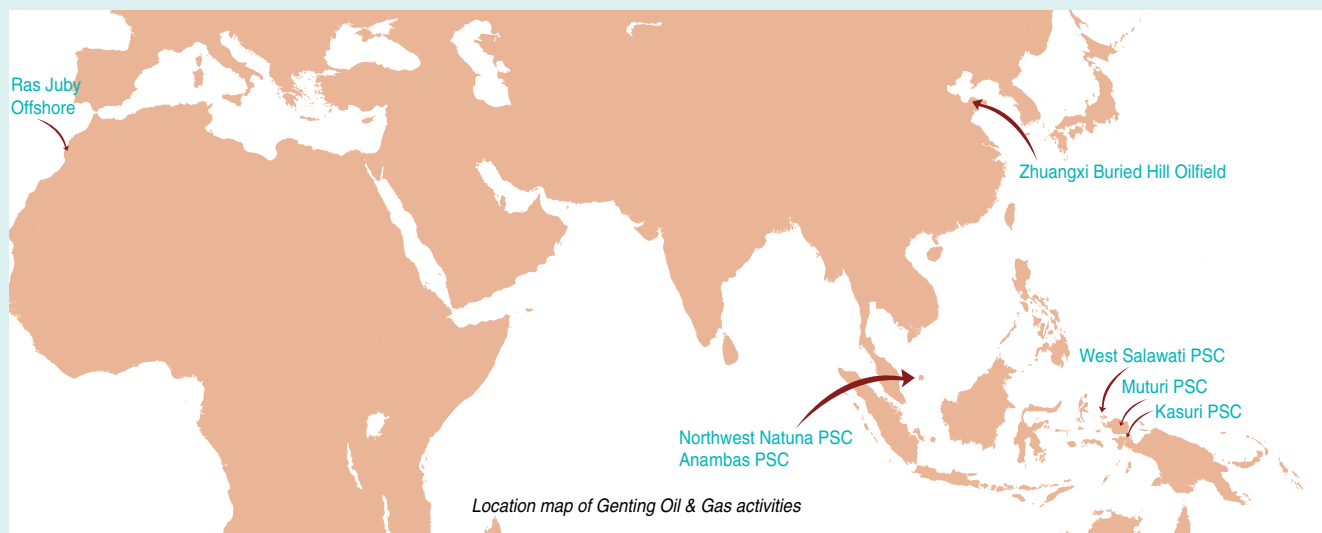 Ras Juby
Offshore
Zhuangxi Buried Hill Oilfield
West Salawati PSC
Muturi PSC
Kasuri PSC
Northwest Natuna PSC
Anambas PSC
Location map of Genting Oil & Gas activities